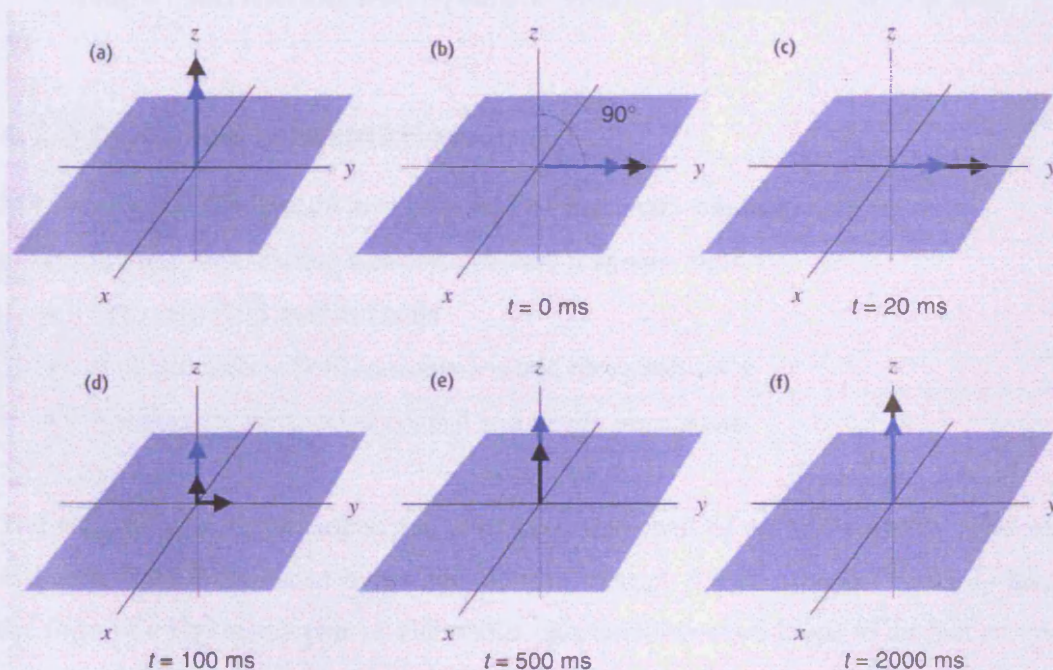 (a)
z
y
x
(b)
z
90°
y
x
t = 0 ms
(c)
z
y
x
t = 20 ms
(d)
z
y
x
t = 100 ms
(e)
z
y
x
t = 500 ms
(f)
z
y
x
t = 2000 ms